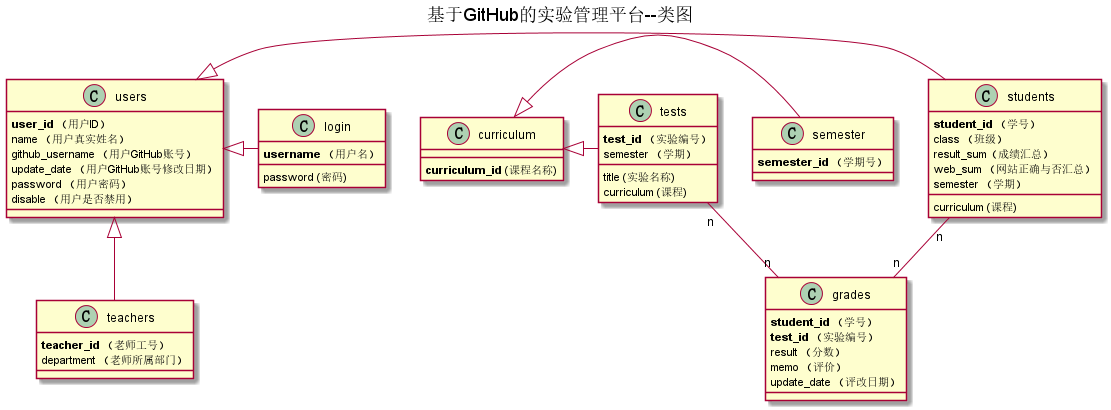 基于GitHub的实验管理平台--类图
C users
user_id （用户ID）
name （用户真实姓名）
github_username （用户GitHub账号）
update_date （用户GitHub账号修改日期）
password （用户密码）
disable （用户是否禁用）
C login
username （用户名）
password (密码)
C curriculum
curriculum_id (课程名称)
C tests
test_id （实验编号）
semester （学期）
title (实验名称)
curriculum (课程)
C semester
semester_id （学期号）
C students
student_id （学号）
class （班级）
result_sum（成绩汇总）
web_sum （网站正确与否汇总）
semester （学期）
curriculum (课程)
n
n
n
n
C teachers
teacher_id （老师工号）
department （老师所属部门）
C grades
student_id （学号）
test_id （实验编号）
result （分数）
memo （评价）
update_date （评改日期）